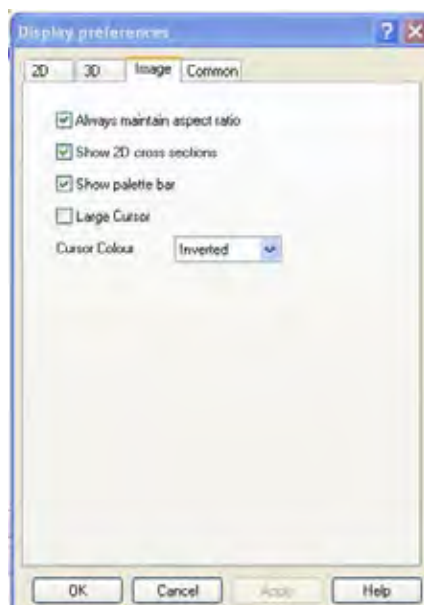 Display preferences
2D 3D Image Common
Always maintain aspect ratio
Show 2D cross sections
Show palette bar
Large Cursor
Cursor Colour Inverted
OK Cancel Apply Help